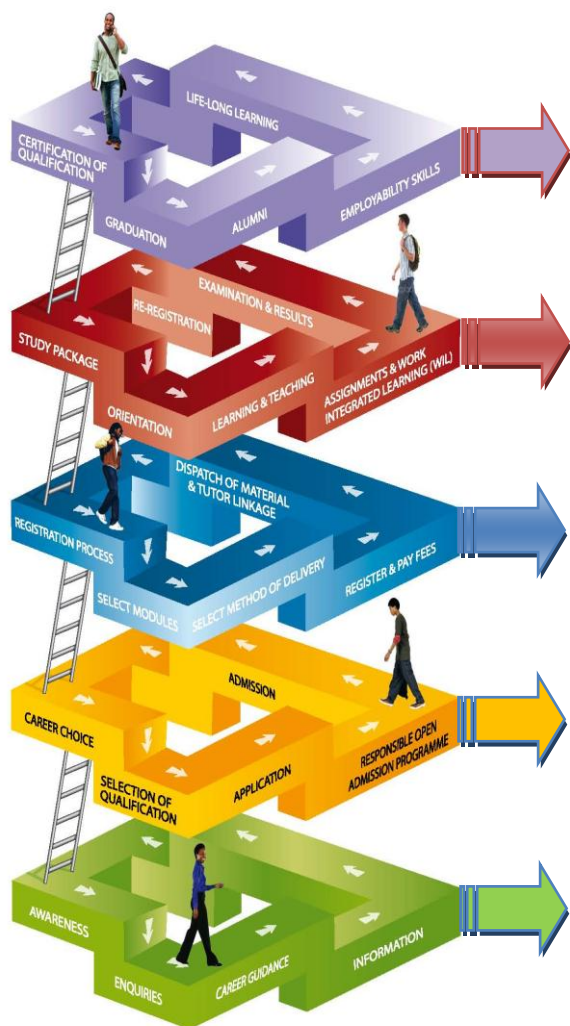 LIFE-LONG LEARNING
CERTIFICATION OF
QUALIFICATION
GRADUATION
ALUMNI
EMPLOYABILITY SKILLS
EXAMINATION & RESULTS
RE-REGISTRATION
STUDY PACKAGE
ORIENTATION
LEARNING & TEACHING
ASSIGNMENTS & WORK
INTEGRATED LEARNING (WIL)
DISPATCH OF MATERIAL
& TUTOR LINKAGE
REGISTRATION PROCESS
SELECT MODULES
SELECT METHOD OF DELIVERY
REGISTER & PAY FEES
ADMISSION
CAREER CHOICE
SELECTION OF
QUALIFICATION
APPLICATION
RESPONSIBLE OPEN
ADMISSION PROGRAMME
AWARENESS
ENQUIRIES
CAREER GUIDANCE
INFORMATION